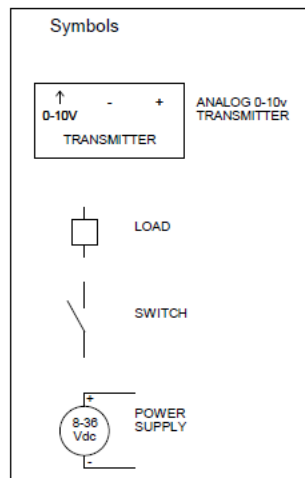 Symbols
↑ - +
0-10V
TRANSMITTER
ANALOG 0-10v
TRANSMITTER
LOAD
SWITCH
+
8-36
Vdc
-
POWER
SUPPLY